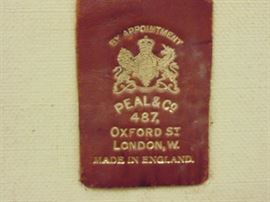 BY APPOINTMENT
PEAL & Co
487,
OXFORD ST
LONDON, W.
MADE IN ENGLAND.